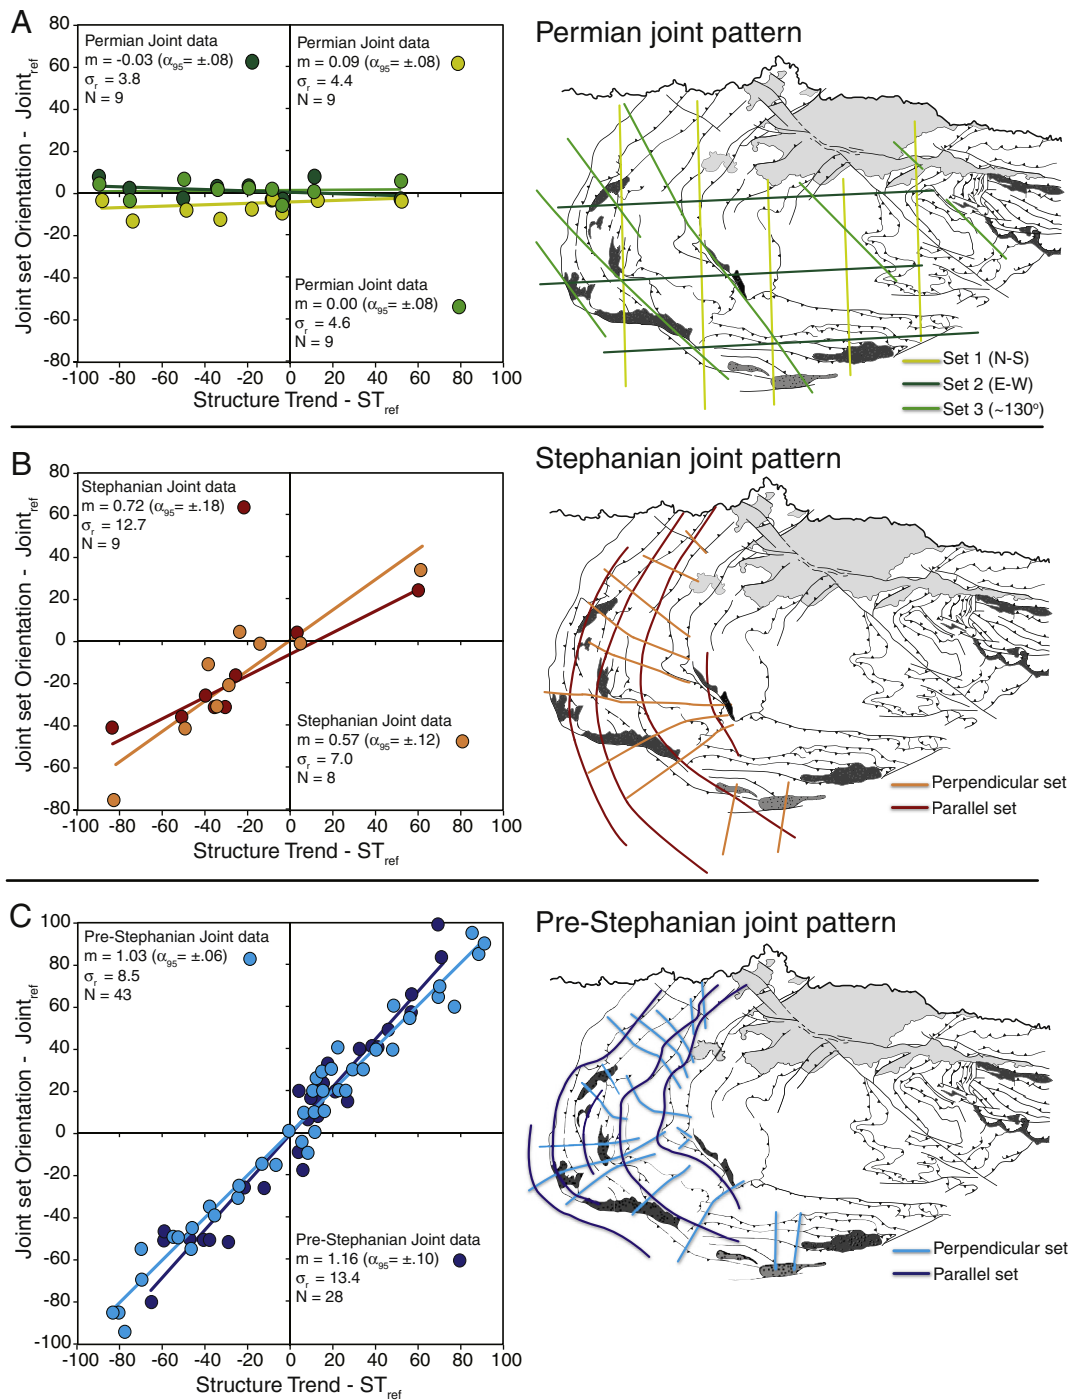 A
Permian joint pattern
Joint set Orientation - Joint_ref
80
60
40
20
0
-20
-40
-60
-80
Permian Joint data
m = -0.03 (α₉₅= ±.08)
σᵣ = 3.8
N = 9
Permian Joint data
m = 0.09 (α₉₅= ±.08)
σᵣ = 4.4
N = 9
Permian Joint data
m = 0.00 (α₉₅= ±.08)
σᵣ = 4.6
N = 9
-100 -80 -60 -40 -20 0 20 40 60 80 100
Structure Trend - ST_ref
Set 1 (N-S)
Set 2 (E-W)
Set 3 (~130°)
B
Stephanian joint pattern
Joint set Orientation - Joint_ref
80
60
40
20
0
-20
-40
-60
-80
Stephanian Joint data
m = 0.72 (α₉₅= ±.18)
σᵣ = 12.7
N = 9
Stephanian Joint data
m = 0.57 (α₉₅= ±.12)
σᵣ = 7.0
N = 8
-100 -80 -60 -40 -20 0 20 40 60 80 100
Structure Trend - ST_ref
Perpendicular set
Parallel set
C
Pre-Stephanian joint pattern
Joint set Orientation - Joint_ref
100
80
60
40
20
0
-20
-40
-60
-80
-100
Pre-Stephanian Joint data
m = 1.03 (α₉₅= ±.06)
σᵣ = 8.5
N = 43
Pre-Stephanian Joint data
m = 1.16 (α₉₅= ±.10)
σᵣ = 13.4
N = 28
-100 -80 -60 -40 -20 0 20 40 60 80 100
Structure Trend - ST_ref
Perpendicular set
Parallel set